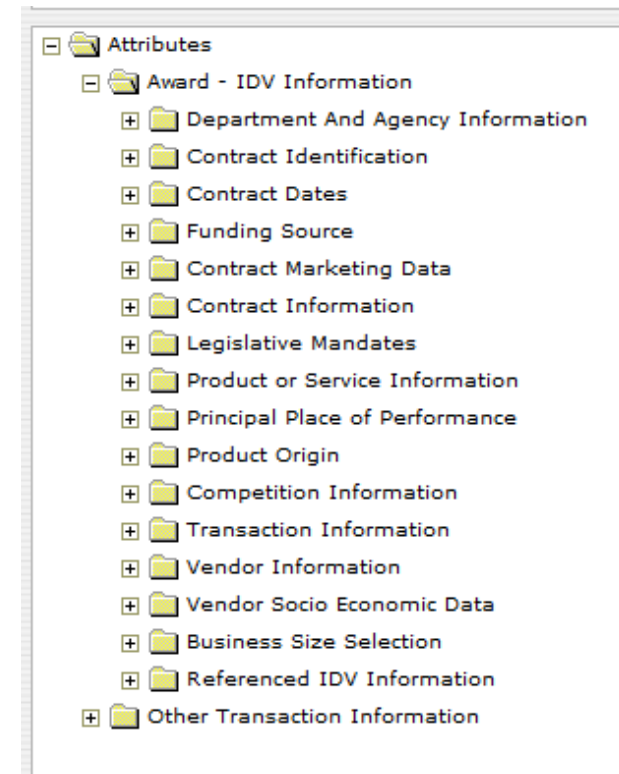 Attributes
Award - IDV Information
Department And Agency Information
Contract Identification
Contract Dates
Funding Source
Contract Marketing Data
Contract Information
Legislative Mandates
Product or Service Information
Principal Place of Performance
Product Origin
Competition Information
Transaction Information
Vendor Information
Vendor Socio Economic Data
Business Size Selection
Referenced IDV Information
Other Transaction Information